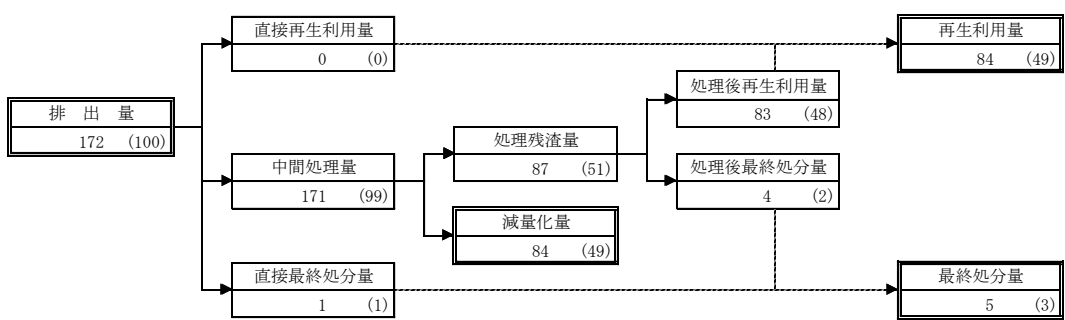 直接再生利用量
0 (0)
再生利用量
84 (49)
処理後再生利用量
83 (48)
排 出 量
172 (100)
処理残渣量
87 (51)
中間処理量
171 (99)
処理後最終処分量
4 (2)
減量化量
84 (49)
直接最終処分量
1 (1)
最終処分量
5 (3)